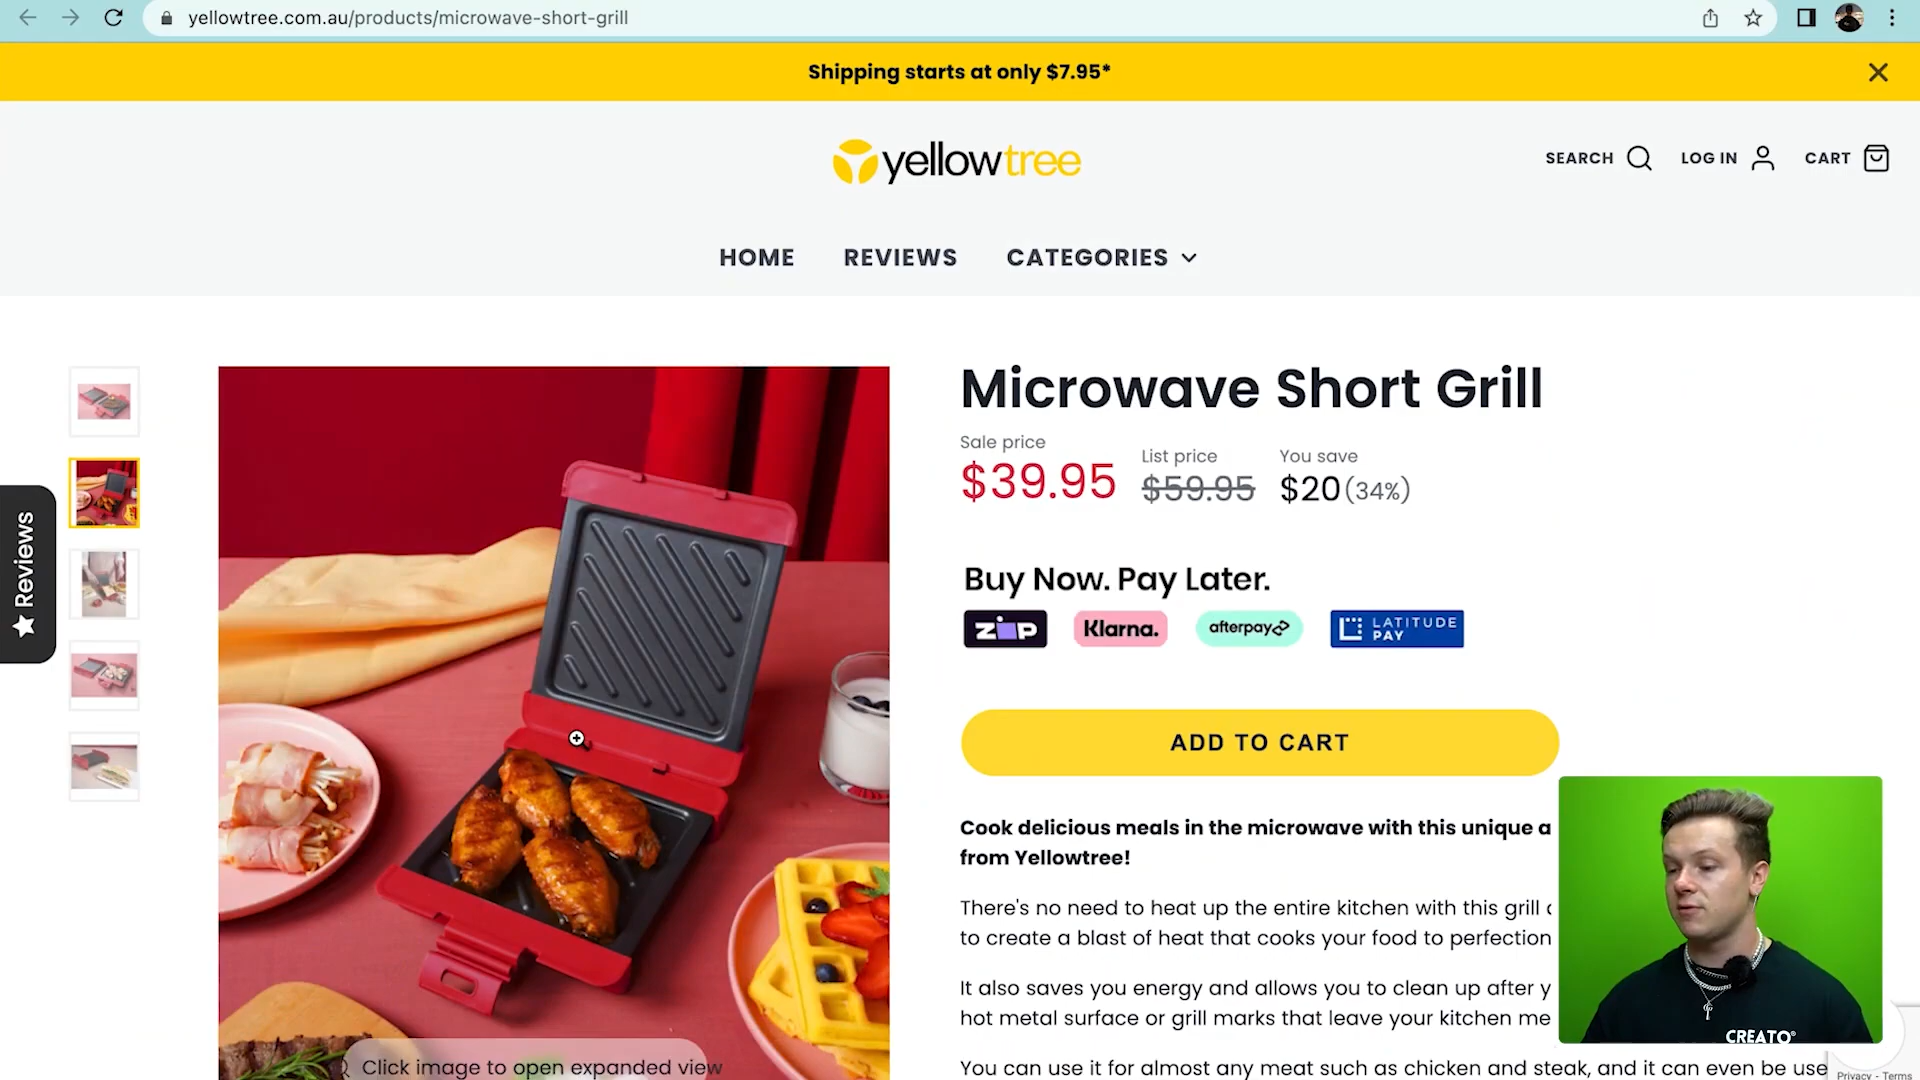 yellowtree.com.au/products/microwave-short-grill
Shipping starts at only $7.95*
yellowtree
SEARCH
LOG IN
CART
HOME
REVIEWS
CATEGORIES
Reviews
Microwave Short Grill
Sale price
$39.95
List price
$59.95
You save
$20 (34%)
Buy Now. Pay Later.
ZIP
Klarna.
afterpay
LATITUDE
PAY
ADD TO CART
Cook delicious meals in the microwave with this unique a
from Yellowtree!
There's no need to heat up the entire kitchen with this grill
to create a blast of heat that cooks your food to perfection
It also saves you energy and allows you to clean up after y
hot metal surface or grill marks that leave your kitchen me
You can use it for almost any meat such as chicken and steak, and it can even be use
Click image to open expanded view
CREATO®
Privacy - Terms